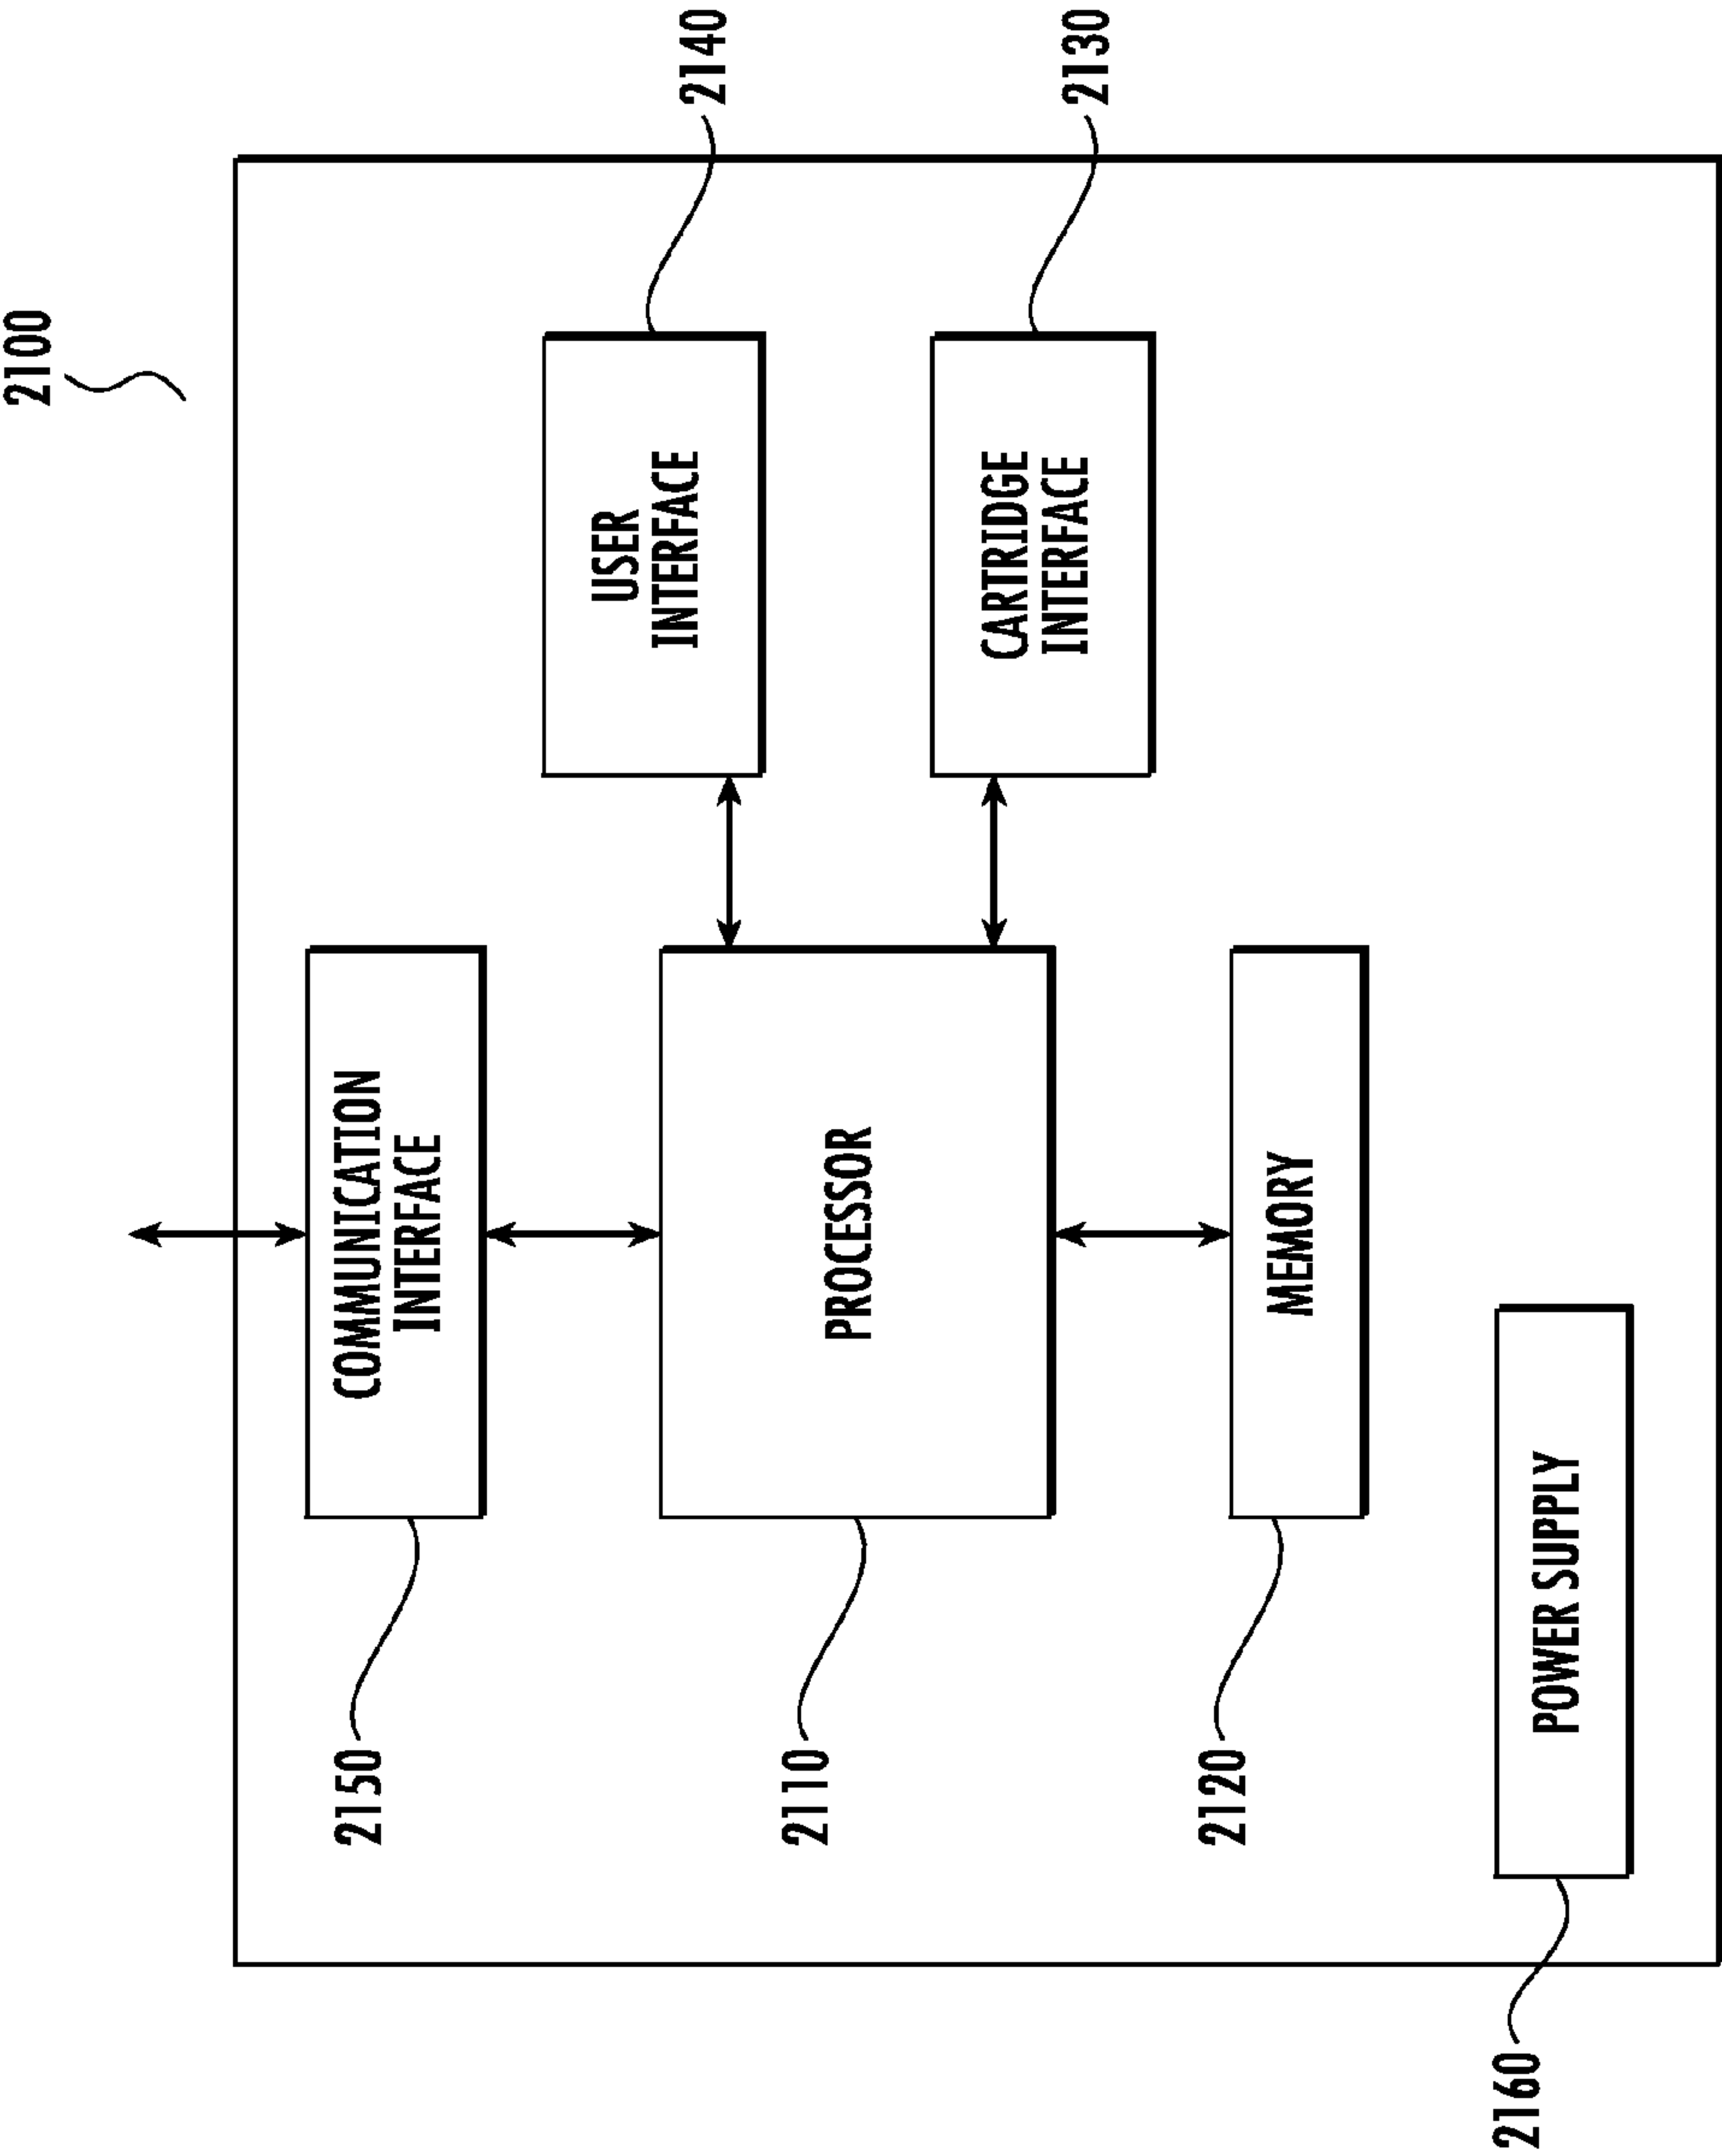 2100
COMMUNICATION
INTERFACE
2150
USER
INTERFACE
2140
PROCESSOR
2110
CARTRIDGE
INTERFACE
2130
MEMORY
2120
POWER SUPPLY
2160